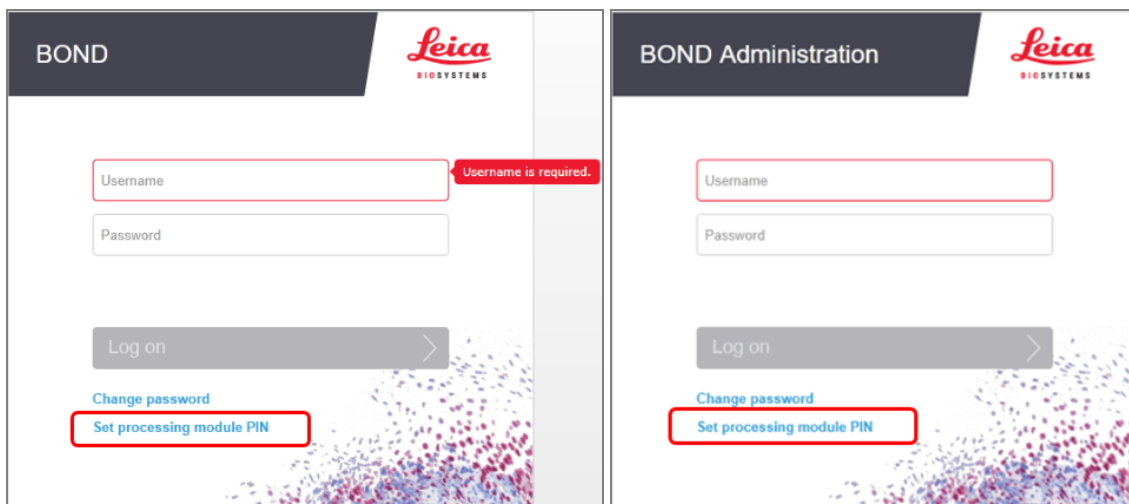 BOND
Leica
BIOSYSTEMS
Username
Username is required.
Password
Log on
Change password
Set processing module PIN
BOND Administration
Leica
BIOSYSTEMS
Username
Password
Log on
Change password
Set processing module PIN